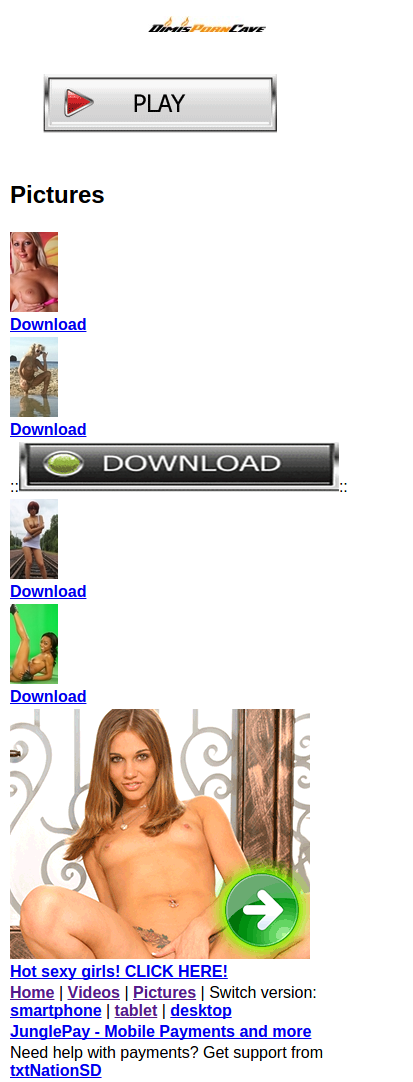 DimisPornCave
PLAY
Pictures
Download
Download
::DOWNLOAD::
Download
Download
Hot sexy girls! CLICK HERE!
Home | Videos | Pictures | Switch version:
smartphone | tablet | desktop
JunglePay - Mobile Payments and more
Need help with payments? Get support from
txtNationSD